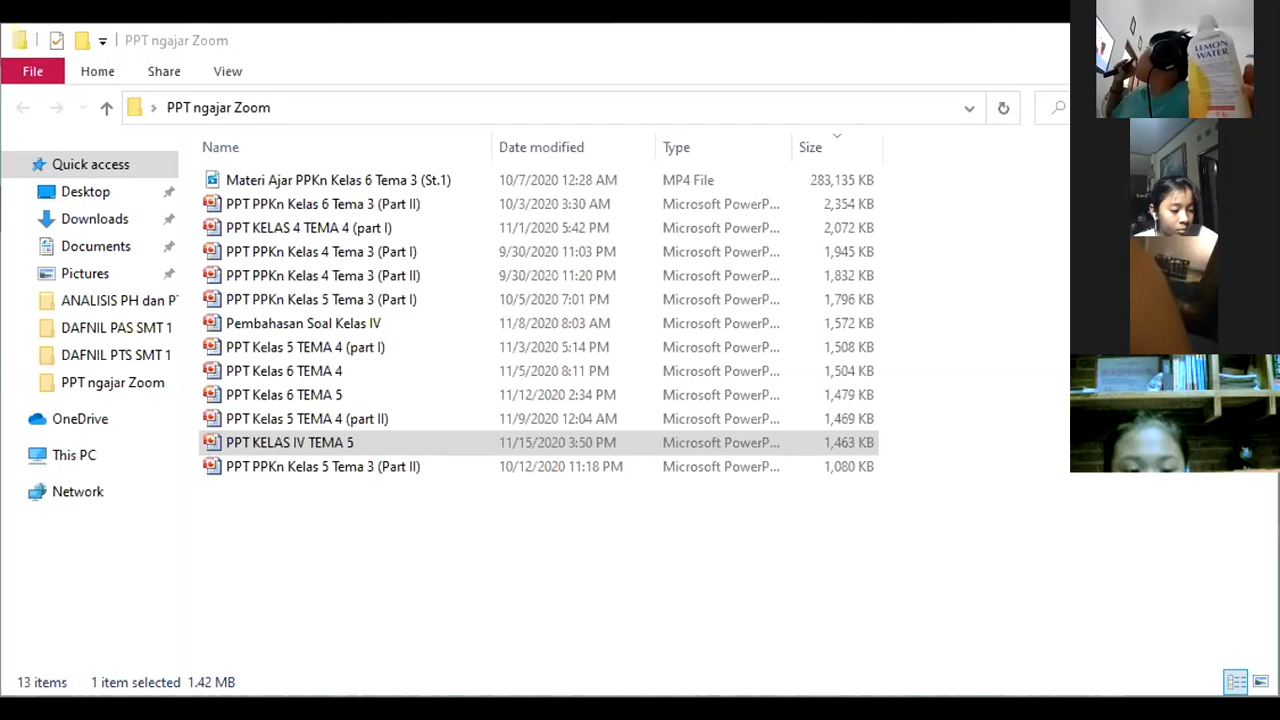 PPT ngajar Zoom
File Home Share View
PPT ngajar Zoom
Name Date modified Type Size
Quick access
Desktop
Downloads
Documents
Pictures
ANALISIS PH dan PT
DAFNIL PAS SMT 1
DAFNIL PTS SMT 1
PPT ngajar Zoom
OneDrive
This PC
Network
Materi Ajar PPKn Kelas 6 Tema 3 (St.1) 10/7/2020 12:28 AM MP4 File 283,135 KB
PPT PPKn Kelas 6 Tema 3 (Part II) 10/3/2020 3:30 AM Microsoft PowerP... 2,354 KB
PPT KELAS 4 TEMA 4 (part I) 11/1/2020 5:42 PM Microsoft PowerP... 2,072 KB
PPT PPKn Kelas 4 Tema 3 (Part I) 9/30/2020 11:03 PM Microsoft PowerP... 1,945 KB
PPT PPKn Kelas 4 Tema 3 (Part II) 9/30/2020 11:20 PM Microsoft PowerP... 1,832 KB
PPT PPKn Kelas 5 Tema 3 (Part I) 10/5/2020 7:01 PM Microsoft PowerP... 1,796 KB
Pembahasan Soal Kelas IV 11/8/2020 8:03 AM Microsoft PowerP... 1,572 KB
PPT Kelas 5 TEMA 4 (part I) 11/3/2020 5:14 PM Microsoft PowerP... 1,508 KB
PPT Kelas 6 TEMA 4 11/5/2020 8:11 PM Microsoft PowerP... 1,504 KB
PPT Kelas 6 TEMA 5 11/12/2020 2:34 PM Microsoft PowerP... 1,479 KB
PPT Kelas 5 TEMA 4 (part II) 11/9/2020 12:04 AM Microsoft PowerP... 1,469 KB
PPT KELAS IV TEMA 5 11/15/2020 3:50 PM Microsoft PowerP... 1,463 KB
PPT PPKn Kelas 5 Tema 3 (Part II) 10/12/2020 11:18 PM Microsoft PowerP... 1,080 KB
13 items 1 item selected 1.42 MB
LEMON
WATER